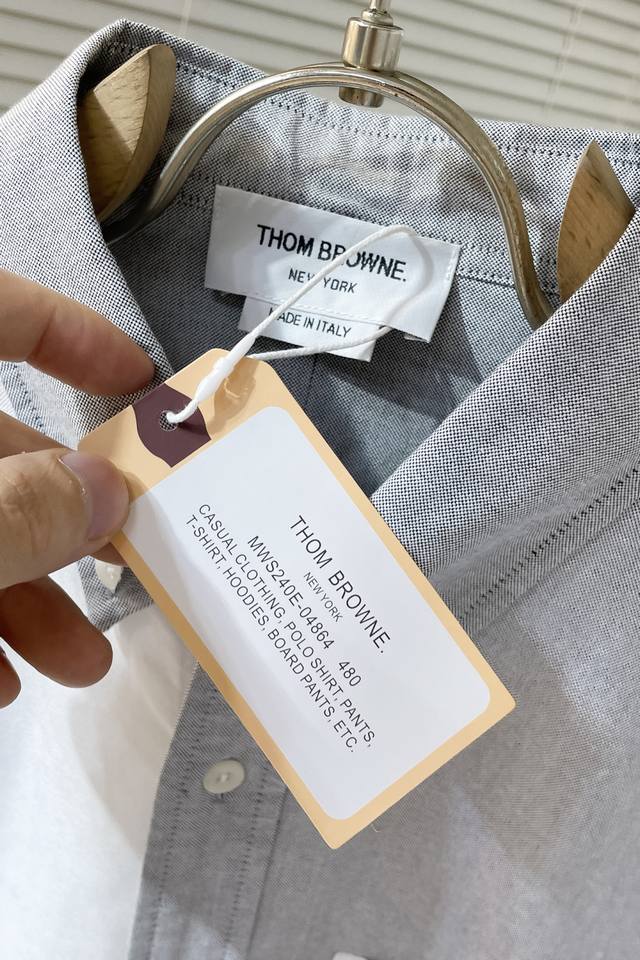 THOM BROWNE.
NEW YORK
MADE IN ITALY
THOM BROWNE.
NEW YORK
MWS240E-04864 480
CASUAL CLOTHING, POLO SHIRT, PANTS,
T-SHIRT, HOODIES, BOARD PANTS, ETC.